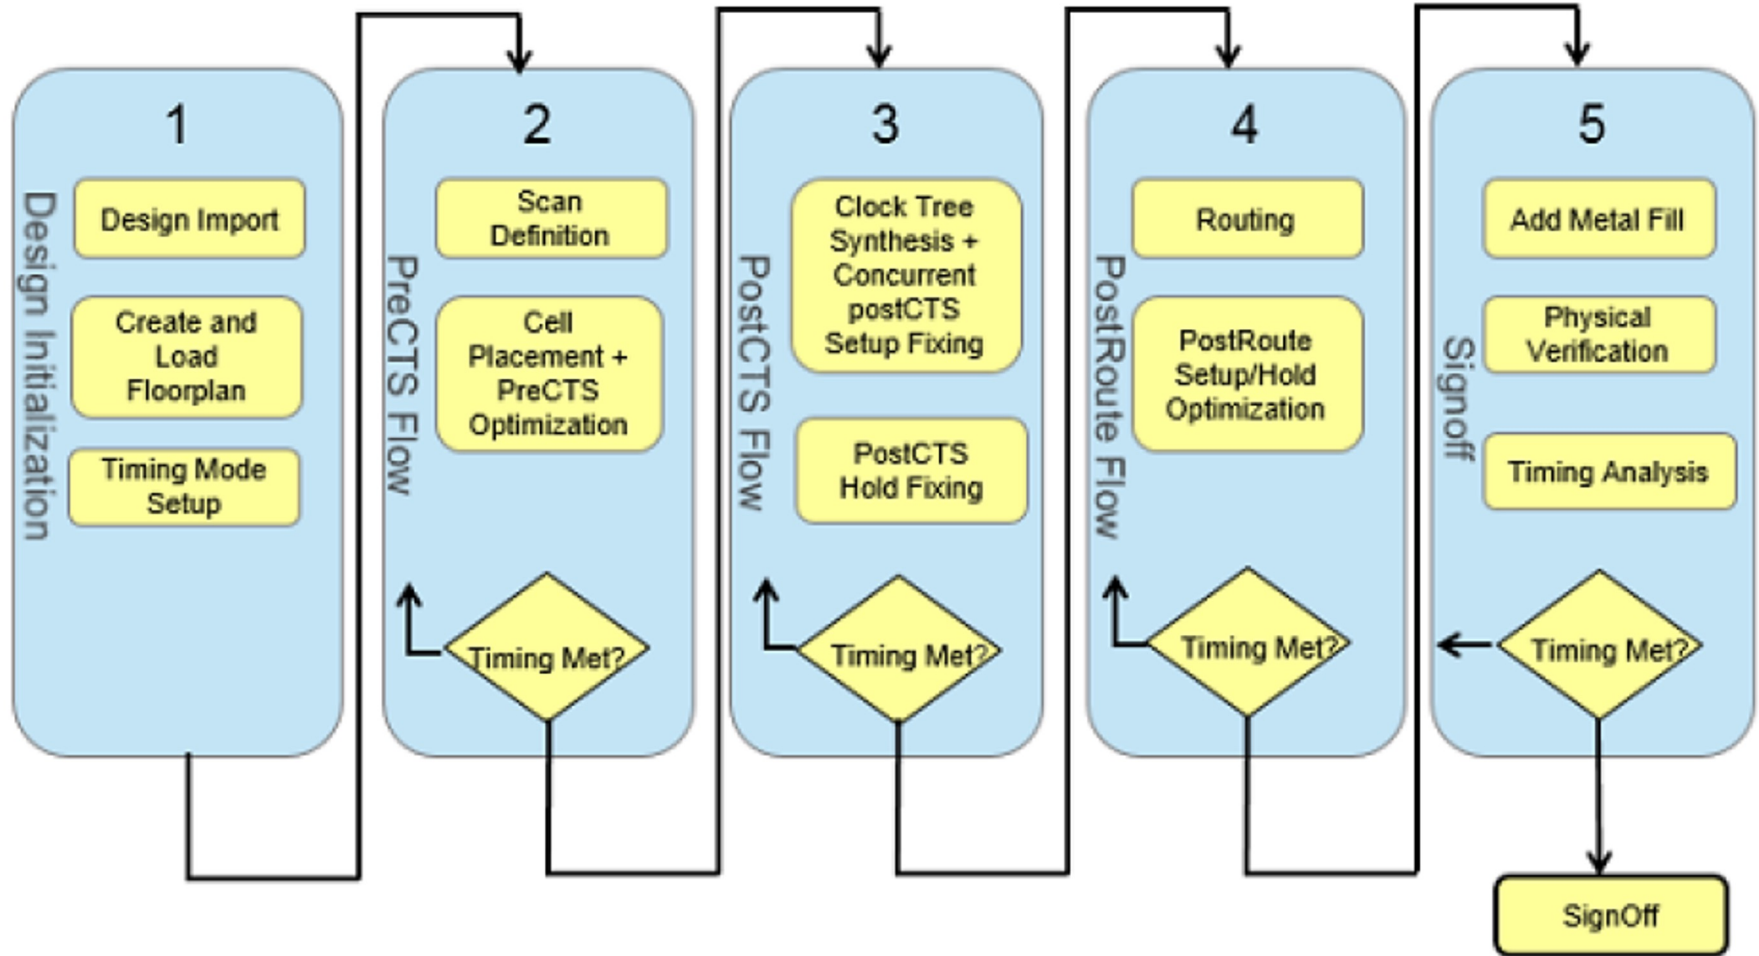 1
Design Initialization
Design Import
Create and
Load
Floorplan
Timing Mode
Setup
2
PreCTS Flow
Scan
Definition
Cell
Placement +
PreCTS
Optimization
Timing Met?
3
PostCTS Flow
Clock Tree
Synthesis +
Concurrent
postCTS
Setup Fixing
PostCTS
Hold Fixing
Timing Met?
4
PostRoute Flow
Routing
PostRoute
Setup/Hold
Optimization
Timing Met?
5
Signoff
Add Metal Fill
Physical
Verification
Timing Analysis
Timing Met?
SignOff